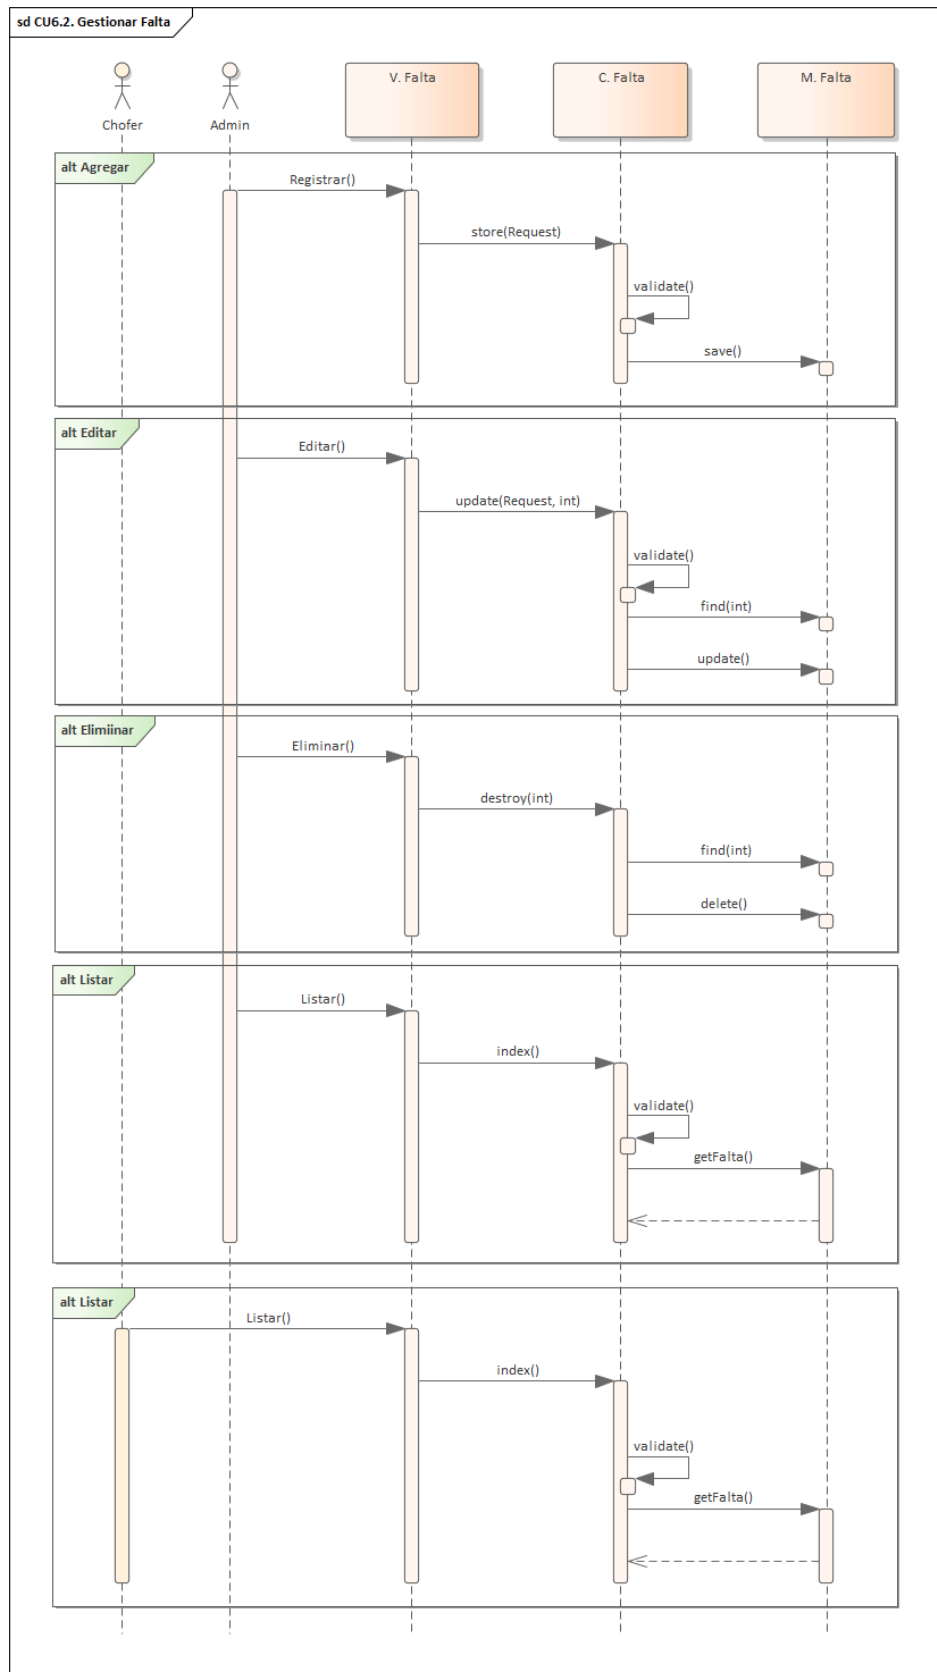 sd CU6.2. Gestionar Falta
Chofer
Admin
V. Falta
C. Falta
M. Falta
alt Agregar
Registrar()
store(Request)
validate()
save()
alt Editar
Editar()
update(Request, int)
validate()
find(int)
update()
alt Elimiinar
Eliminar()
destroy(int)
find(int)
delete()
alt Listar
Listar()
index()
validate()
getFalta()
alt Listar
Listar()
index()
validate()
getFalta()